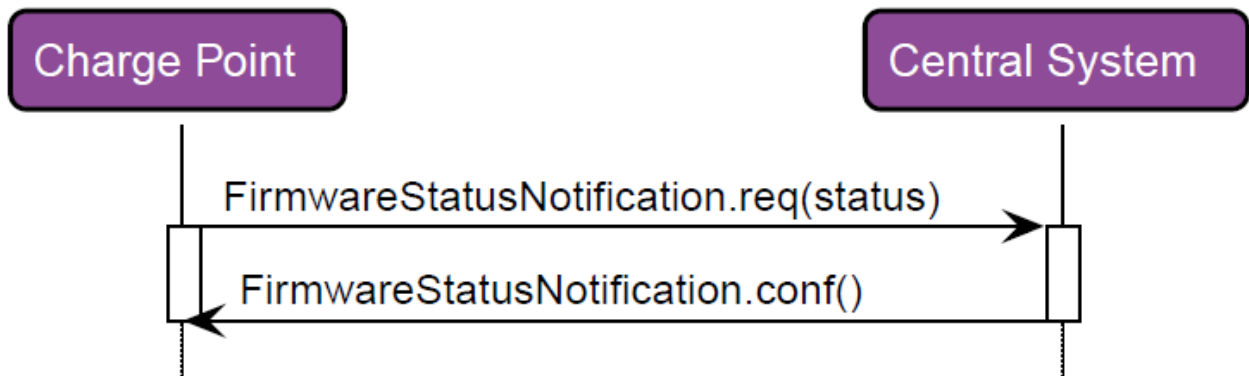 Charge Point
Central System
FirmwareStatusNotification.req(status)
FirmwareStatusNotification.conf()